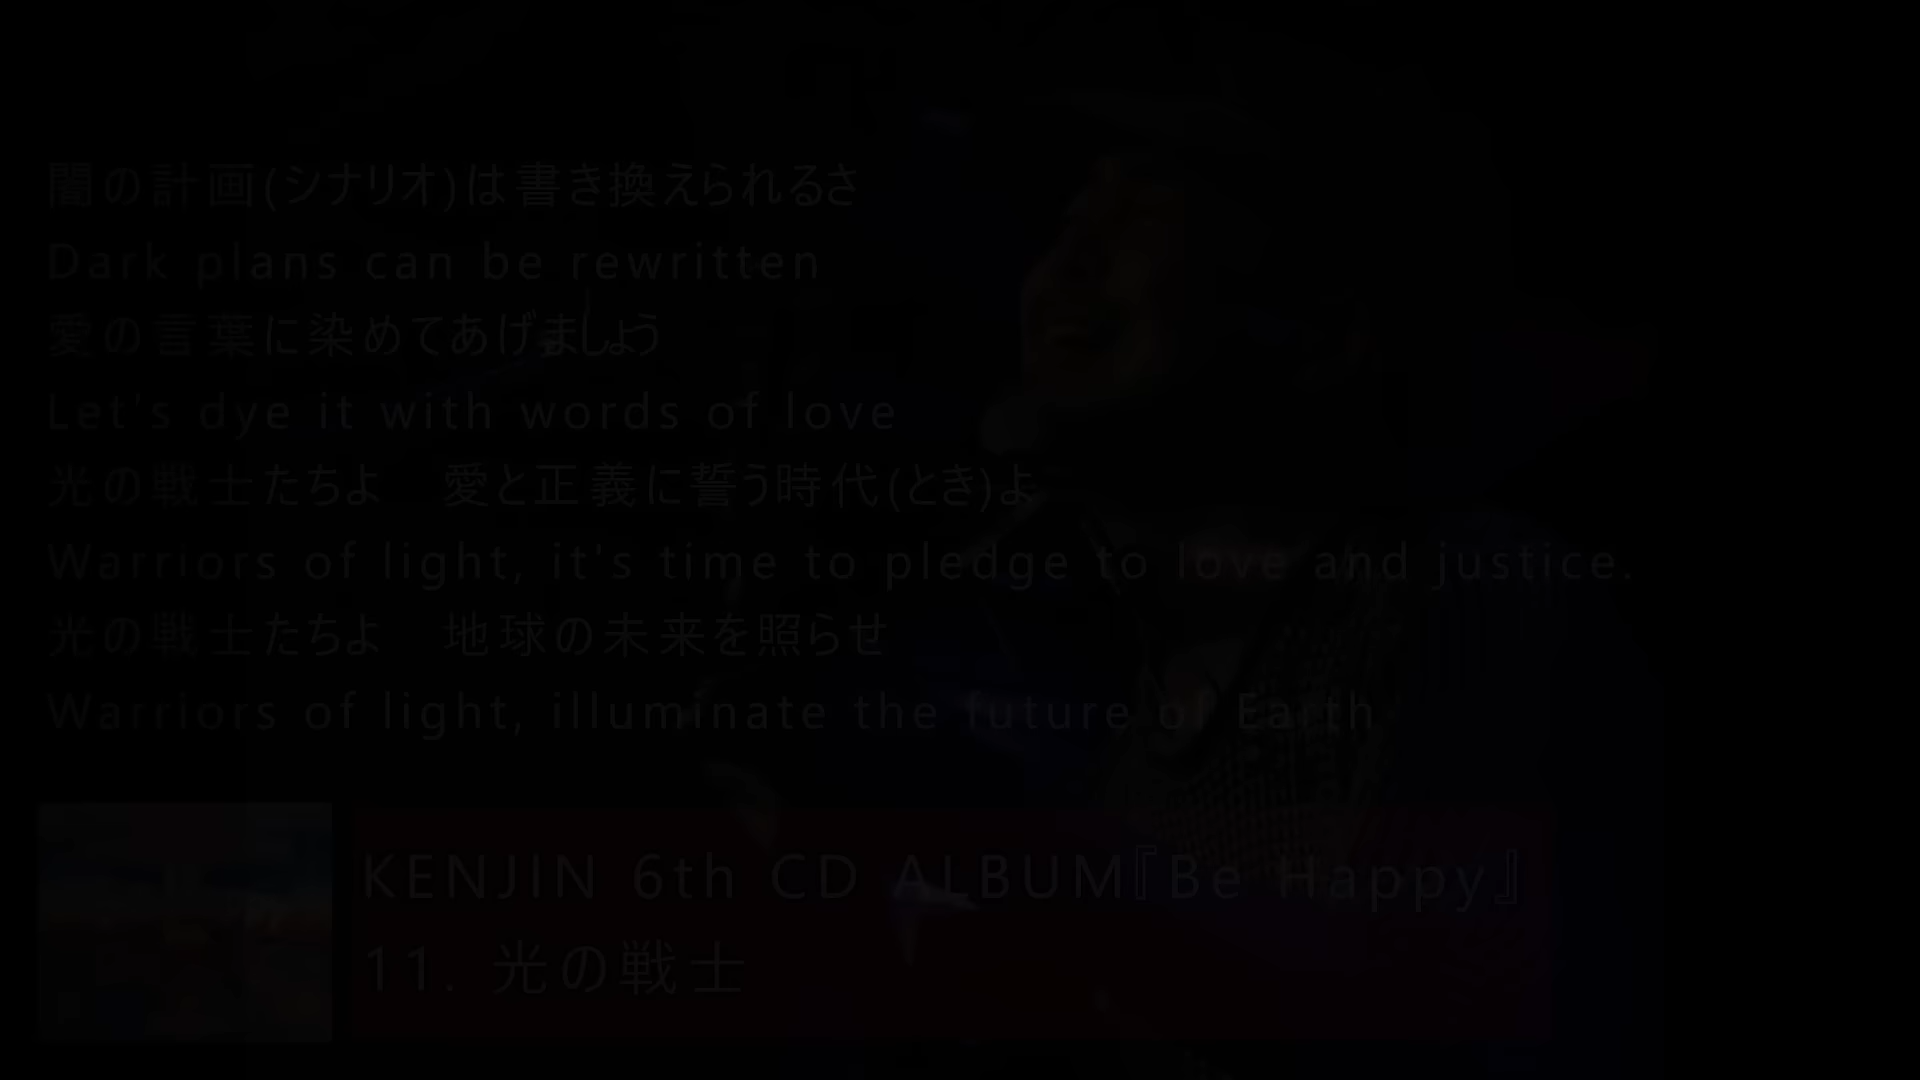 闇の計画(シナリオ)は書き換えられるさ
Dark plans can be rewritten
愛の言葉に染めてあげましょう
Let's dye it with words of love
光の戦士たちよ　愛と正義に誓う時代(とき)よ
Warriors of light, it's time to pledge to love and justice.
光の戦士たちよ　地球の未来を照らせ
Warriors of light, illuminate the future of Earth
KENJIN 6th CD ALBUM『Be Happy』
11. 光の戦士